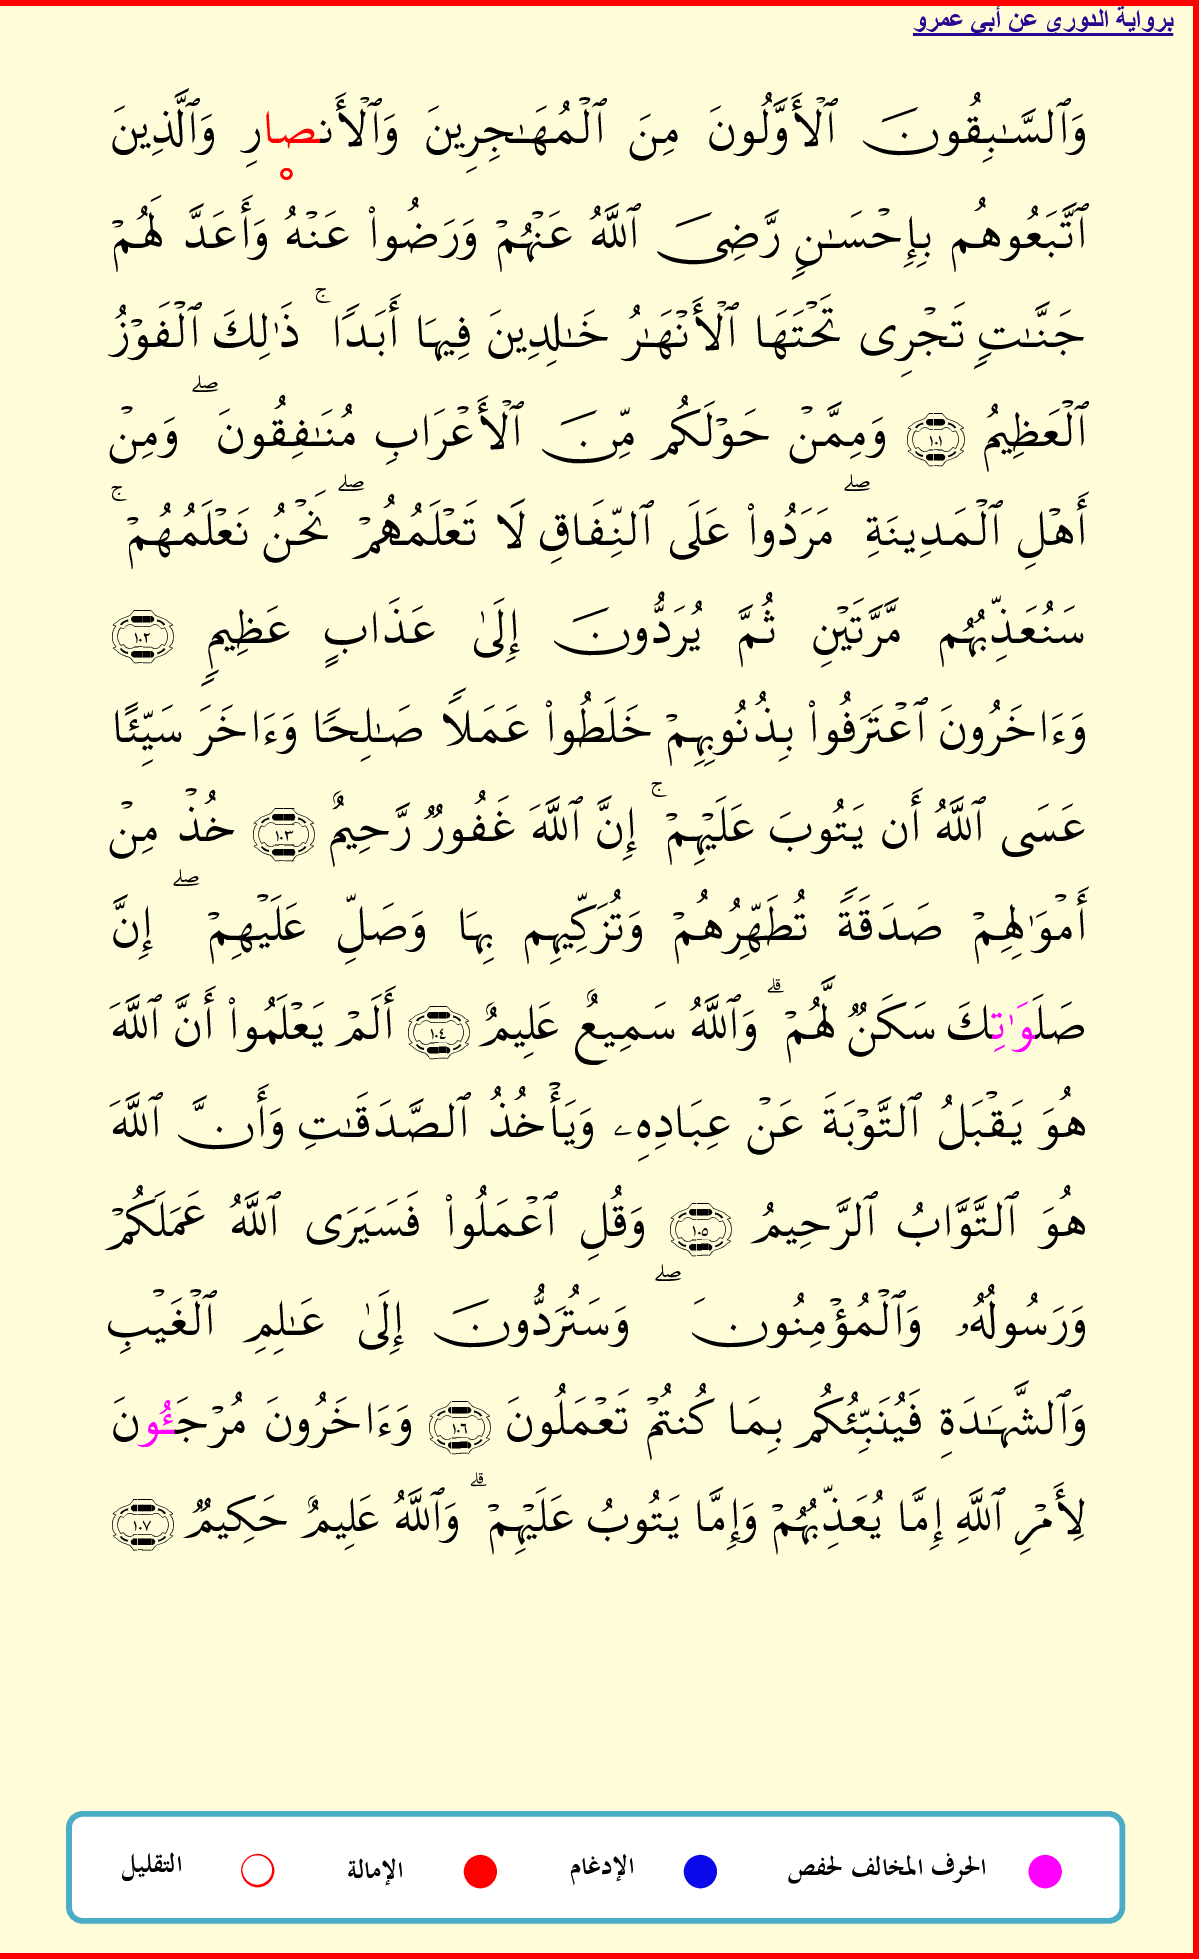 برواية الدوري عن أبي عمرو
وَٱلسَّـٰبِقُونَ ٱلْأَوَّلُونَ مِنَ ٱلْمُهَـٰجِرِينَ وَٱلْأَنصارِ وَٱلَّذِينَ
ٱتَّبَعُوهُم بِإِحْسَـٰنٍ رَّضِىَ ٱللَّهُ عَنْهُمْ وَرَضُوا۟ عَنْهُ وَأَعَدَّ لَهُمْ
جَنَّـٰتٍ تَجْرِى تَحْتَهَا ٱلْأَنْهَـٰرُ خَـٰلِدِينَ فِيهَا أَبَدًا ۚ ذَٰلِكَ ٱلْفَوْزُ
ٱلْعَظِيمُ ١٠١ وَمِمَّنْ حَوْلَكُم مِّنَ ٱلْأَعْرَابِ مُنَـٰفِقُونَ ۖ وَمِنْ
أَهْلِ ٱلْمَدِينَةِ ۖ مَرَدُوا۟ عَلَى ٱلنِّفَاقِ لَا تَعْلَمُهُمْ ۖ نَحْنُ نَعْلَمُهُمْ ۚ
سَنُعَذِّبُهُم مَّرَّتَيْنِ ثُمَّ يُرَدُّونَ إِلَىٰ عَذَابٍ عَظِيمٍ ١٠٢
وَءَاخَرُونَ ٱعْتَرَفُوا۟ بِذُنُوبِهِمْ خَلَطُوا۟ عَمَلًا صَـٰلِحًا وَءَاخَرَ سَيِّئًا
عَسَى ٱللَّهُ أَن يَتُوبَ عَلَيْهِمْ ۚ إِنَّ ٱللَّهَ غَفُورٌ رَّحِيمٌ ١٠٣ خُذْ مِنْ
أَمْوَٰلِهِمْ صَدَقَةً تُطَهِّرُهُمْ وَتُزَكِّيهِم بِهَا وَصَلِّ عَلَيْهِمْ ۖ إِنَّ
صَلَوَٰتِكَ سَكَنٌ لَّهُمْ ۗ وَٱللَّهُ سَمِيعٌ عَلِيمٌ ١٠٤ أَلَمْ يَعْلَمُوا۟ أَنَّ ٱللَّهَ
هُوَ يَقْبَلُ ٱلتَّوْبَةَ عَنْ عِبَادِهِۦ وَيَأْخُذُ ٱلصَّدَقَـٰتِ وَأَنَّ ٱللَّهَ
هُوَ ٱلتَّوَّابُ ٱلرَّحِيمُ ١٠٥ وَقُلِ ٱعْمَلُوا۟ فَسَيَرَى ٱللَّهُ عَمَلَكُمْ
وَرَسُولُهُۥ وَٱلْمُؤْمِنُونَ ۖ وَسَتُرَدُّونَ إِلَىٰ عَـٰلِمِ ٱلْغَيْبِ
وَٱلشَّهَـٰدَةِ فَيُنَبِّئُكُم بِمَا كُنتُمْ تَعْمَلُونَ ١٠٦ وَءَاخَرُونَ مُرْجَـُٔونَ
لِأَمْرِ ٱللَّهِ إِمَّا يُعَذِّبُهُمْ وَإِمَّا يَتُوبُ عَلَيْهِمْ ۗ وَٱللَّهُ عَلِيمٌ حَكِيمٌ ١٠٧
الحرف المخالف لحفص الإدغام الإمالة التقليل